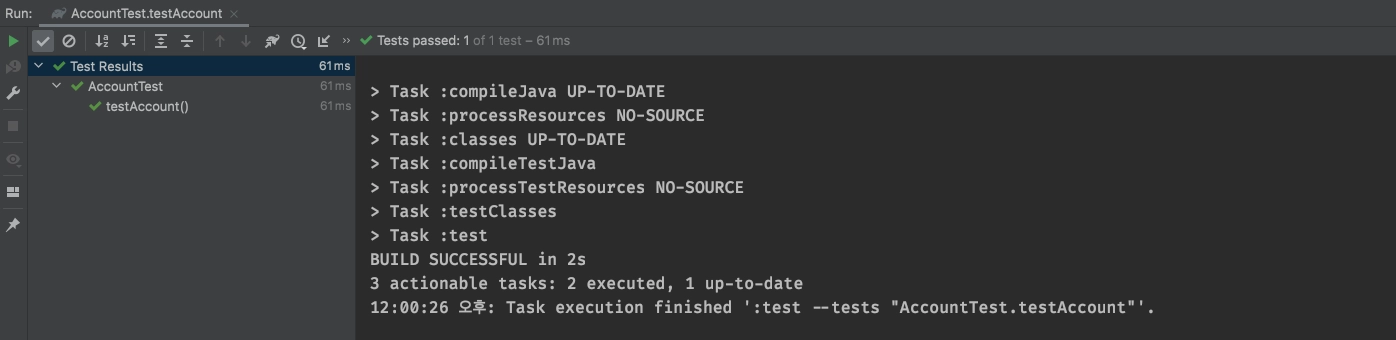 Run: AccountTest.testAccount
Tests passed: 1 of 1 test – 61 ms
Test Results 61 ms
AccountTest 61 ms
testAccount() 61 ms
> Task :compileJava UP-TO-DATE
> Task :processResources NO-SOURCE
> Task :classes UP-TO-DATE
> Task :compileTestJava
> Task :processTestResources NO-SOURCE
> Task :testClasses
> Task :test
BUILD SUCCESSFUL in 2s
3 actionable tasks: 2 executed, 1 up-to-date
12:00:26 오후: Task execution finished ':test --tests "AccountTest.testAccount"'.